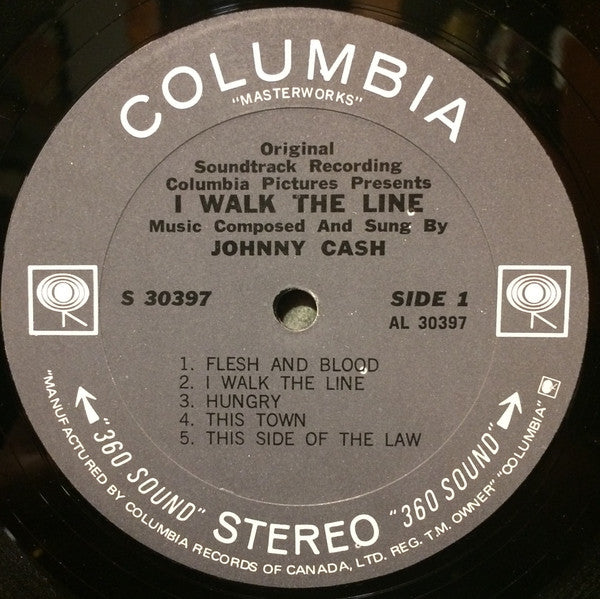 COLUMBIA
"MASTERWORKS"
Original
Soundtrack Recording
Columbia Pictures Presents
I WALK THE LINE
Music Composed And Sung By
JOHNNY CASH
S 30397
SIDE 1
AL 30397
1. FLESH AND BLOOD
2. I WALK THE LINE
3. HUNGRY
4. THIS TOWN
5. THIS SIDE OF THE LAW
"360 SOUND" STEREO "360 SOUND"
"MANUFACTURED BY COLUMBIA RECORDS OF CANADA, LTD. REG. T.M. OWNER" "COLUMBIA"